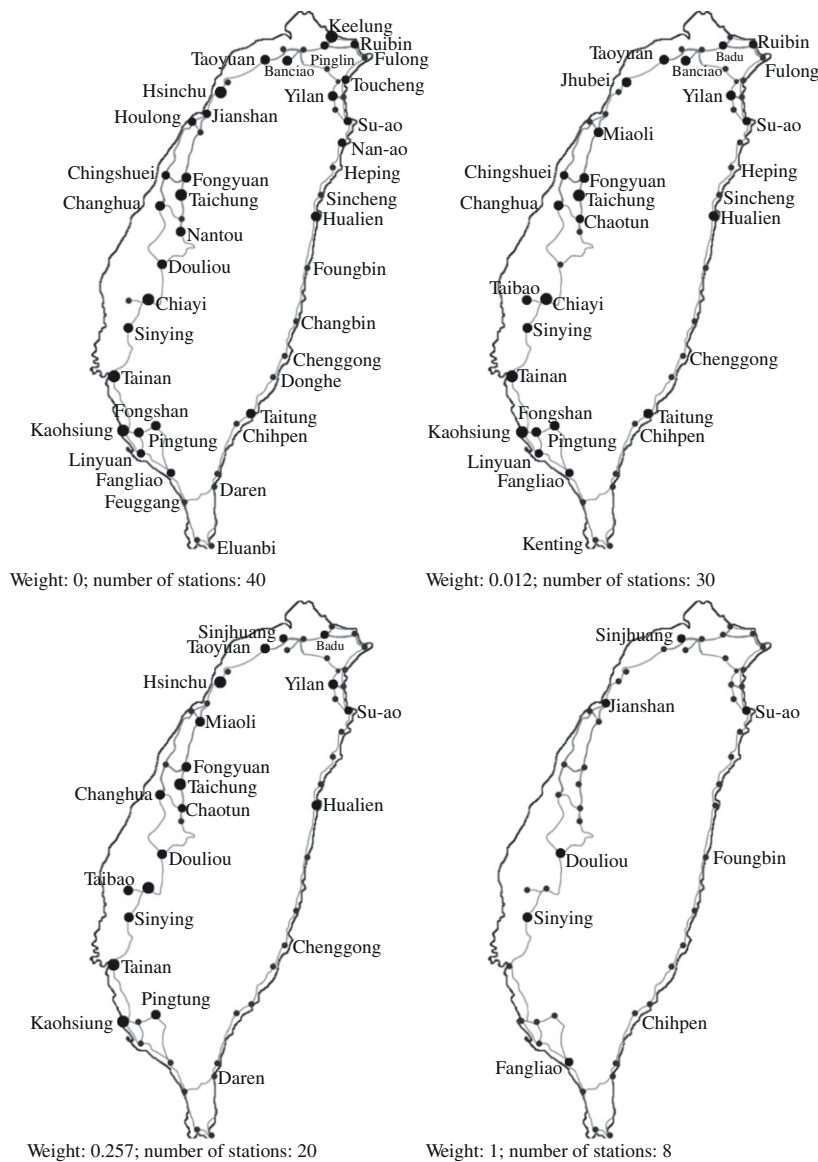 Keelung
Ruibin
Taoyuan
Banciao
Pinglin
Fulong
Toucheng
Hsinchu
Yilan
Houlong
Jianshan
Su-ao
Nan-ao
Chingshuei
Fongyuan
Heping
Taichung
Sincheng
Changhua
Hualien
Nantou
Douliou
Foungbin
Chiayi
Sinying
Changbin
Chenggong
Tainan
Donghe
Fongshan
Taitung
Kaohsiung
Pingtung
Chihpen
Linyuan
Fangliao
Daren
Feuggang
Eluanbi
Weight: 0; number of stations: 40
Ruibin
Taoyuan
Badu
Banciao
Fulong
Jhubei
Yilan
Su-ao
Miaoli
Heping
Chingshuei
Fongyuan
Taichung
Sincheng
Changhua
Chaotun
Hualien
Taibao
Chiayi
Sinying
Chenggong
Tainan
Fongshan
Taitung
Kaohsiung
Pingtung
Chihpen
Linyuan
Fangliao
Kenting
Weight: 0.012; number of stations: 30
Sinjhuang
Taoyuan
Badu
Hsinchu
Yilan
Su-ao
Miaoli
Fongyuan
Taichung
Changhua
Chaotun
Hualien
Douliou
Taibao
Sinying
Chenggong
Tainan
Pingtung
Kaohsiung
Daren
Weight: 0.257; number of stations: 20
Sinjhuang
Jianshan
Su-ao
Douliou
Foungbin
Sinying
Chihpen
Fangliao
Weight: 1; number of stations: 8